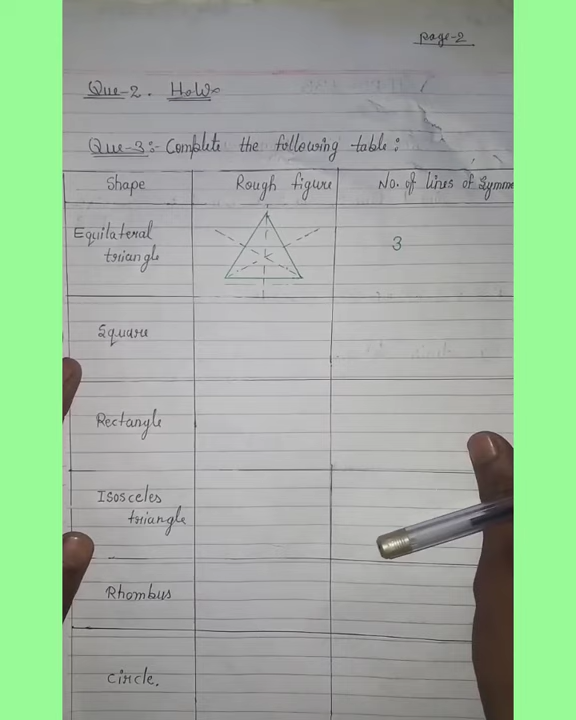 page-2
Que-2. H.W.
Que-3:- Complete the following table:
Shape Rough figure No. of lines of Symme
Equilateral
triangle
3
Square
Rectangle
Isosceles
triangle
Rhombus
Circle.